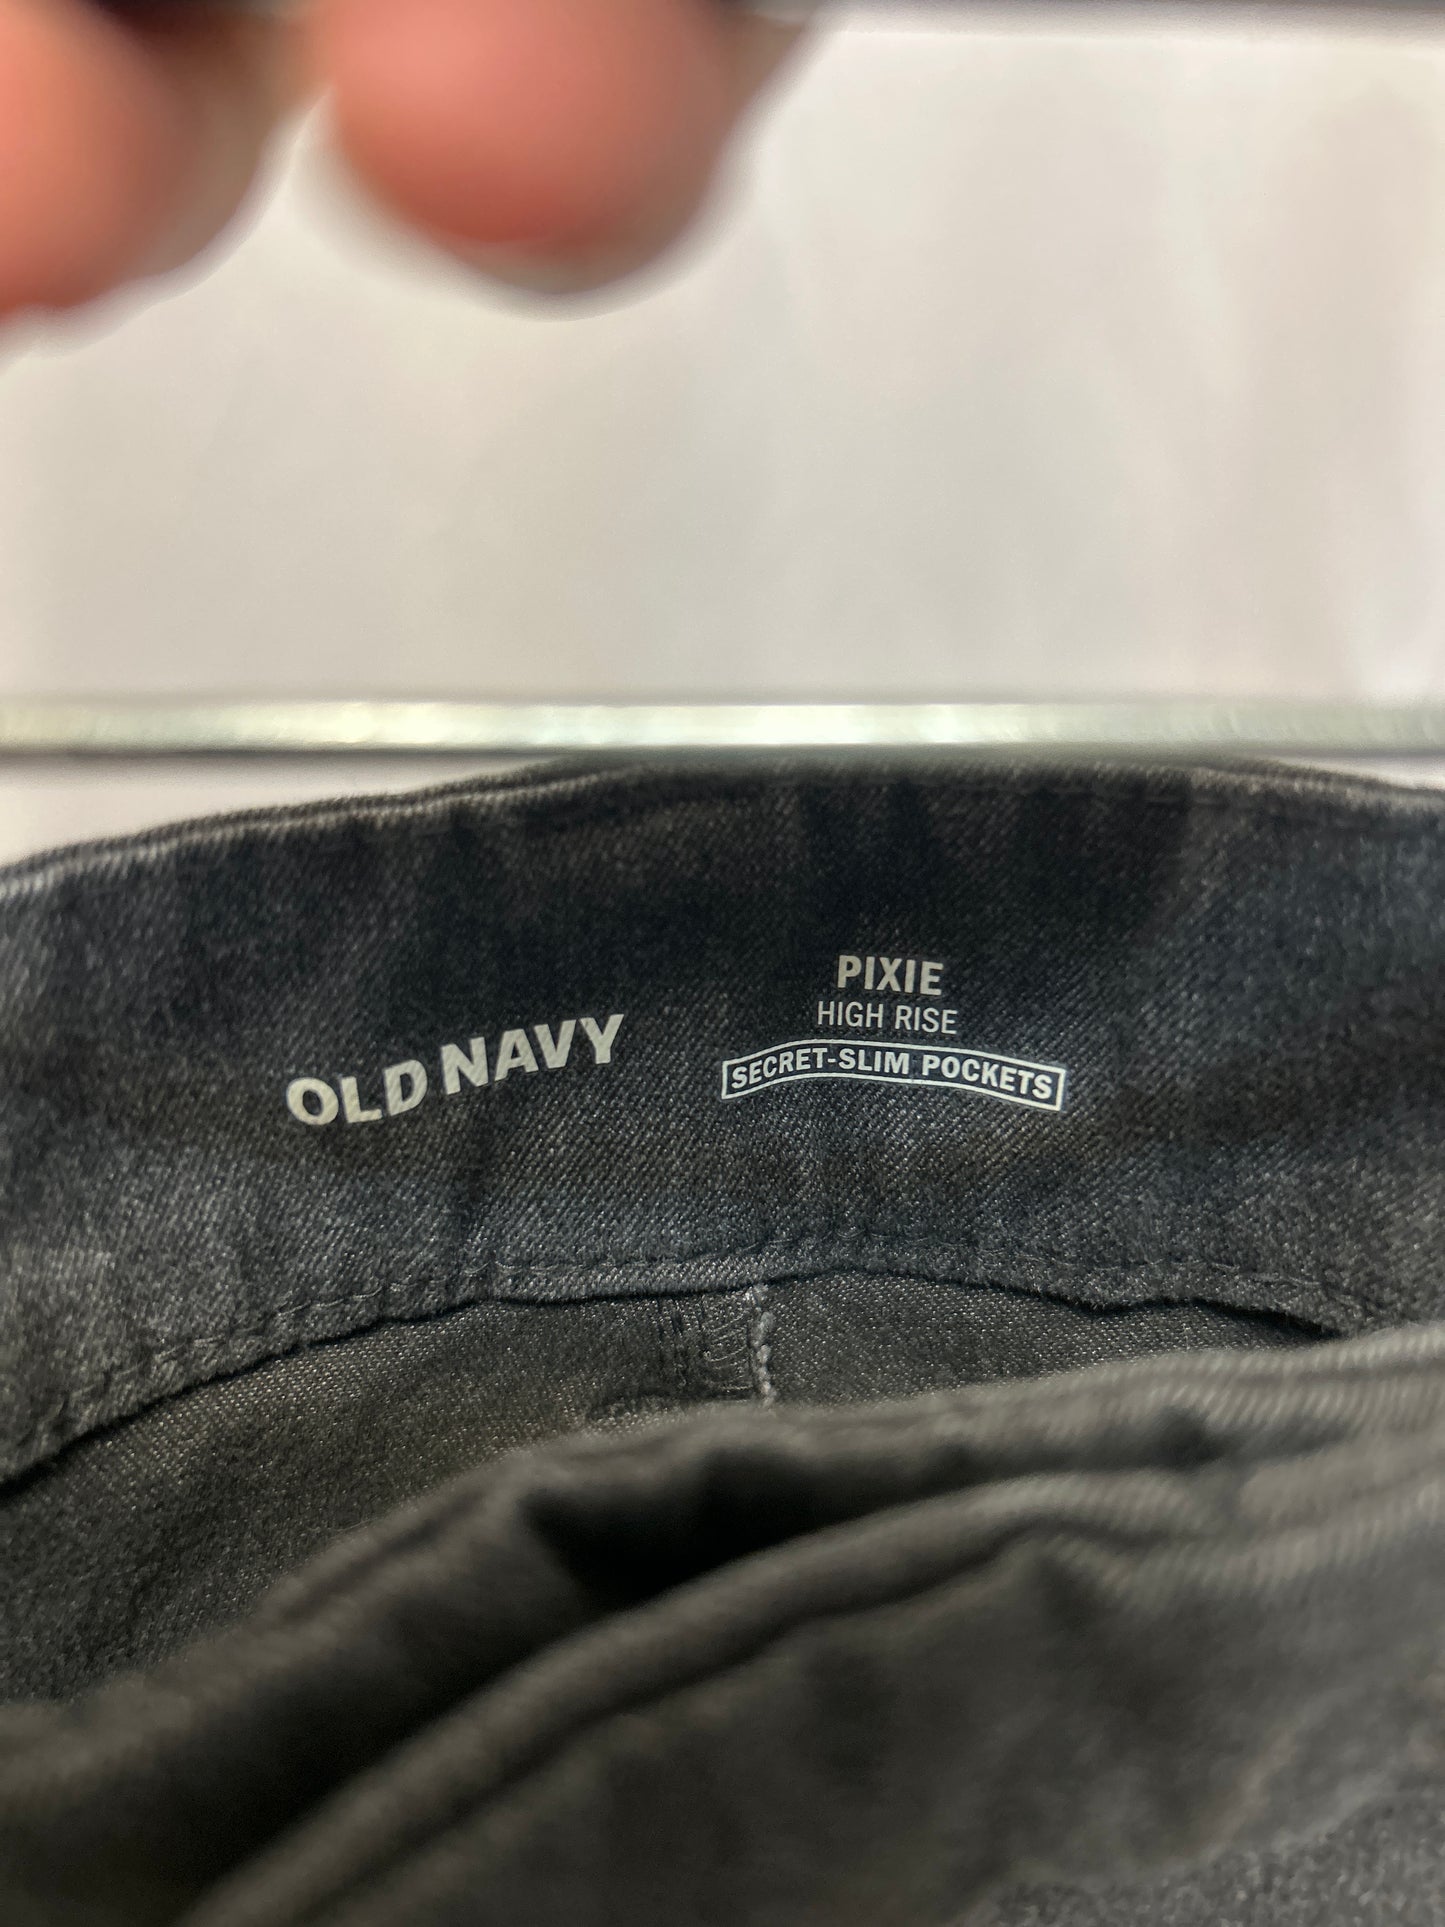 OLD NAVY
PIXIE
HIGH RISE
SECRET-SLIM POCKETS